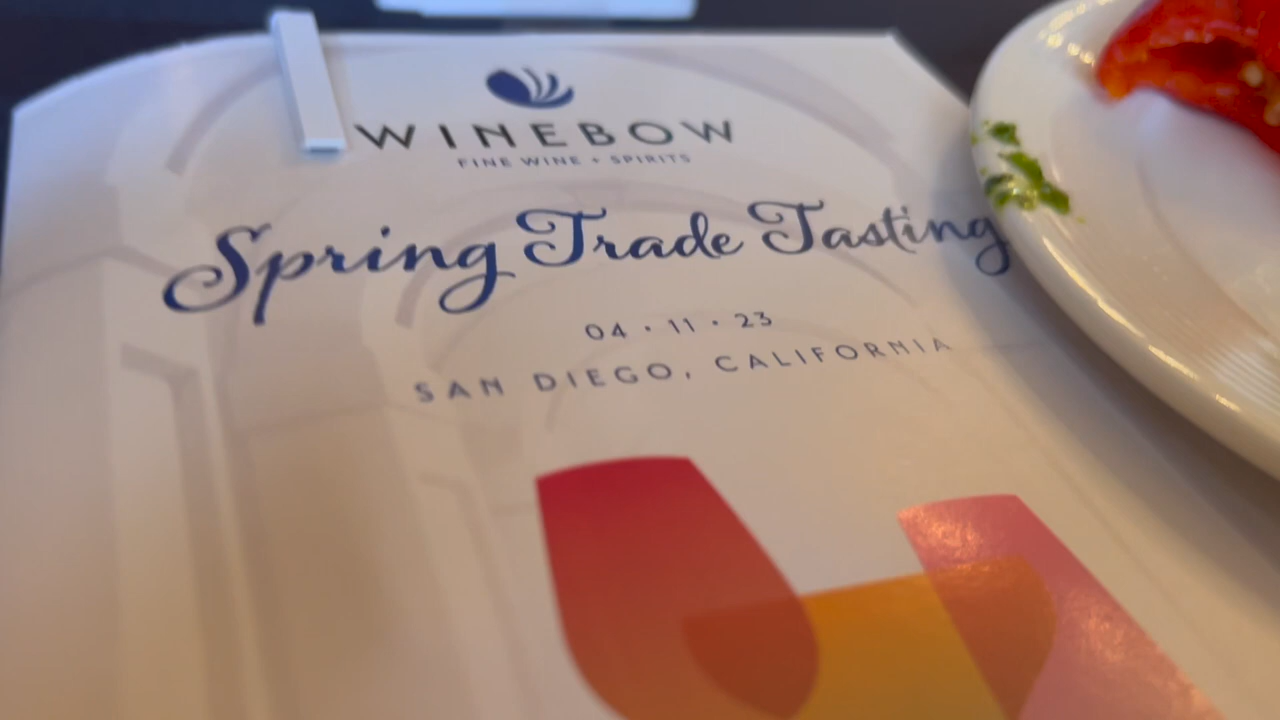 WINEBOW
FINE WINE + SPIRITS
Spring Trade Tasting
04 • 11 • 23
SAN DIEGO, CALIFORNIA